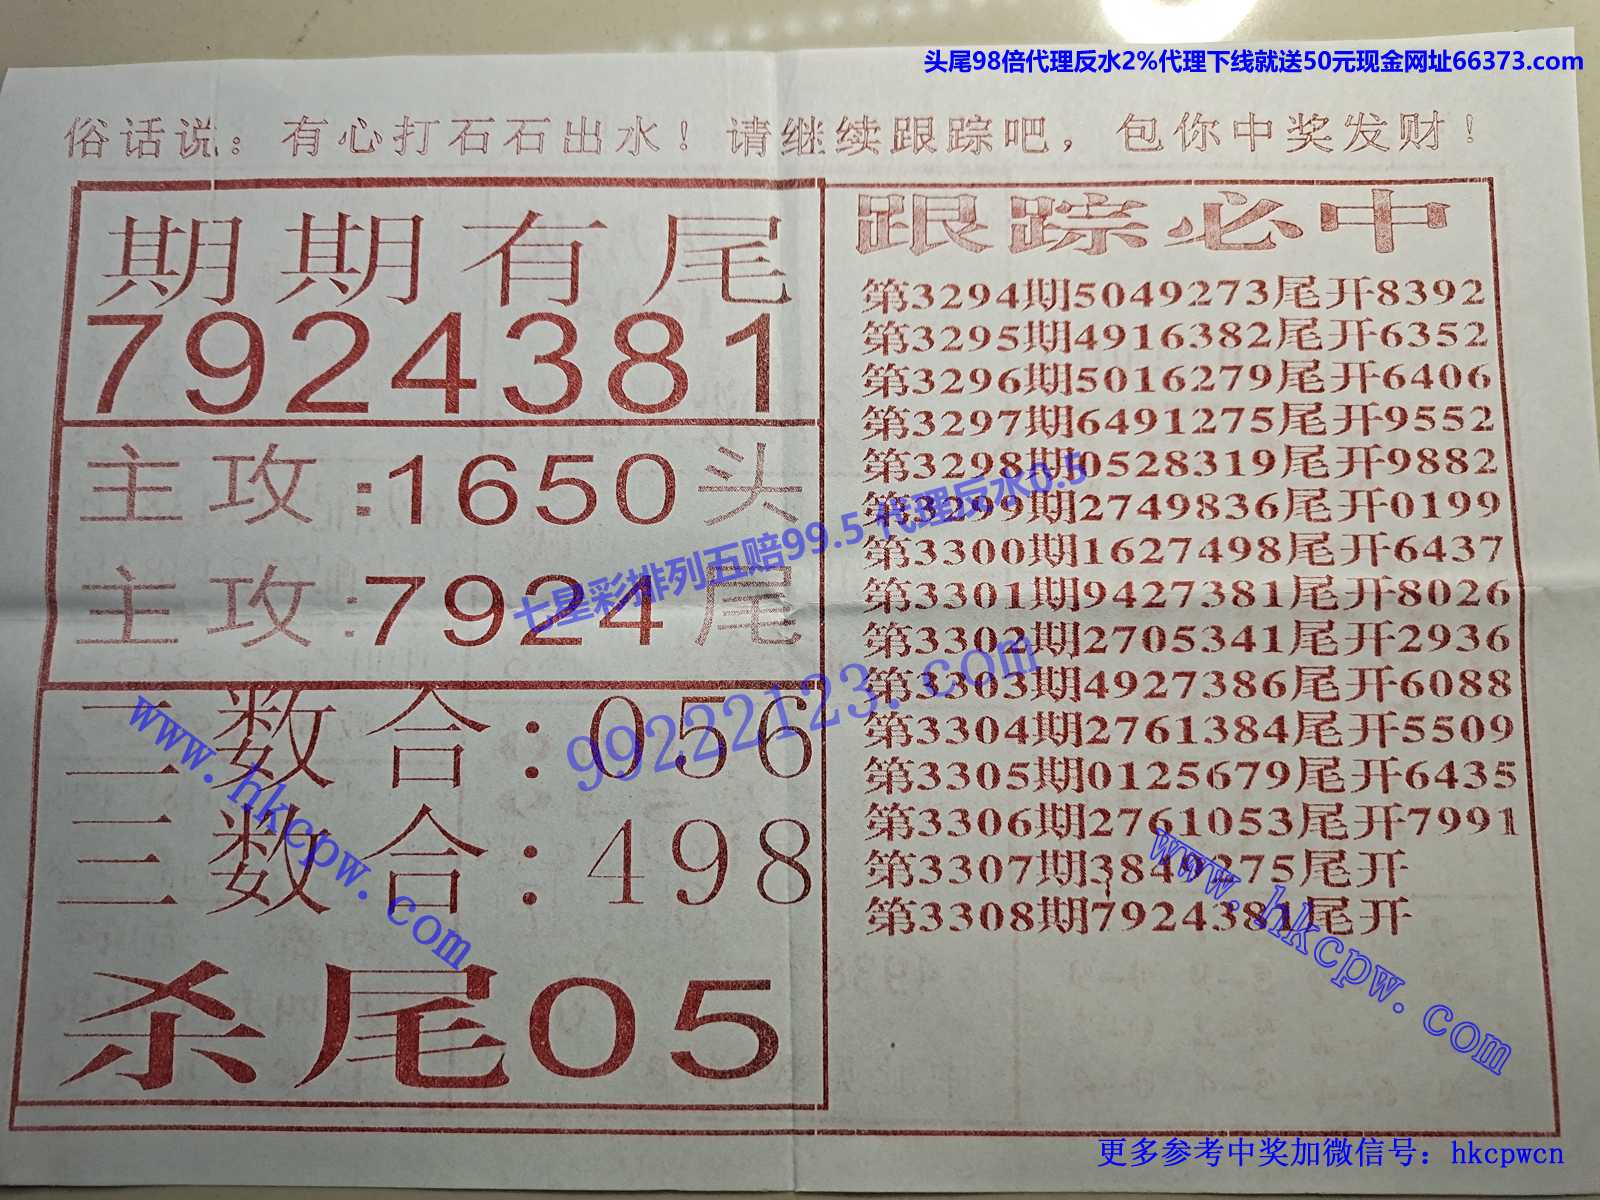 头尾98倍代理反水2%代理下线就送50元现金网址66373.com
俗话说：有心打石石出水！请继续跟踪吧，包你中奖发财！
期期有尾
7924381
主攻:1650头
主攻:7924尾
二数合:056
三数合:498
杀尾05
跟踪必中
第3294期5049273尾开8392
第3295期4916382尾开6352
第3296期5016279尾开6406
第3297期6491275尾开9552
第3298期0528319尾开9882
第3299期2749836尾开0199
第3300期1627498尾开6437
第3301期9427381尾开8026
第3302期2705341尾开2936
第3303期4927386尾开6088
第3304期2761384尾开5509
第3305期0125679尾开6435
第3306期2761053尾开7991
第3307期3849275尾开
第3308期7924381尾开
七星彩排列五赔99.5 代理反水0.5
99222123.com
www.hkcpw.com
www.hkcpw.com
更多参考中奖加微信号：hkcpwcn